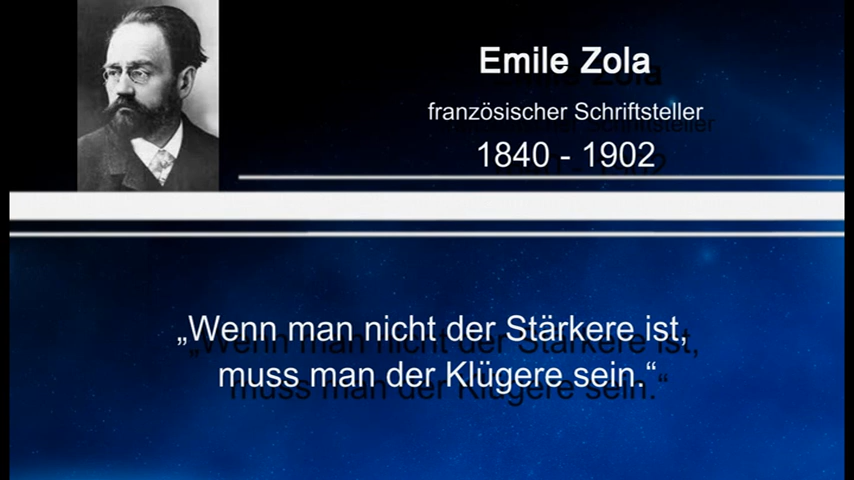 Emile Zola
französischer Schriftsteller
1840 - 1902
„Wenn man nicht der Stärkere ist,
muss man der Klügere sein.“